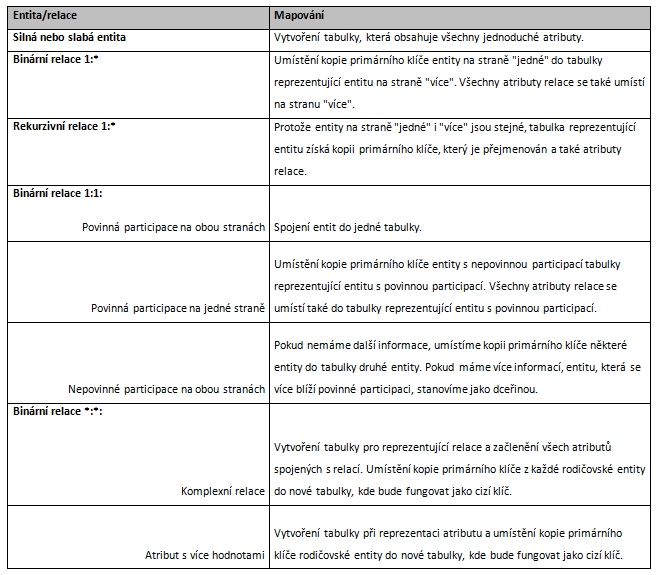 Entita/relace Mapování
Silná nebo slabá entita Vytvoření tabulky, která obsahuje všechny jednoduché atributy.
Binární relace 1:* Umístění kopie primárního klíče entity na straně "jedné" do tabulky
reprezentující entitu na straně "více". Všechny atributy relace se také umístí
na stranu "více".
Rekurzivní relace 1:* Protože entity na straně "jedné" i "více" jsou stejné, tabulka reprezentující
entitu získá kopii primárního klíče, který je přejmenován a také atributy
relace.
Binární relace 1:1:
Povinná participace na obou stranách Spojení entit do jedné tabulky.
Umístění kopie primárního klíče entity s nepovinnou participací tabulky
reprezentující entitu s povinnou participací. Všechny atributy relace se
Povinná participace na jedné straně umístí také do tabulky reprezentující entitu s povinnou participací.
Pokud nemáme další informace, umístíme kopii primárního klíče některé
entity do tabulky druhé entity. Pokud máme více informací, entitu, která se
Nepovinné participace na obou stranách více blíží povinné participaci, stanovíme jako dceřinou.
Binární relace *:*:
Vytvoření tabulky pro reprezentující relace a začlenění všech atributů
spojených s relací. Umístění kopie primárního klíče z každé rodičovské entity
Komplexní relace do nové tabulky, kde bude fungovat jako cizí klíč.
Vytvoření tabulky při reprezentaci atributu a umístění kopie primárního
Atribut s více hodnotami klíče rodičovské entity do nové tabulky, kde bude fungovat jako cizí klíč.